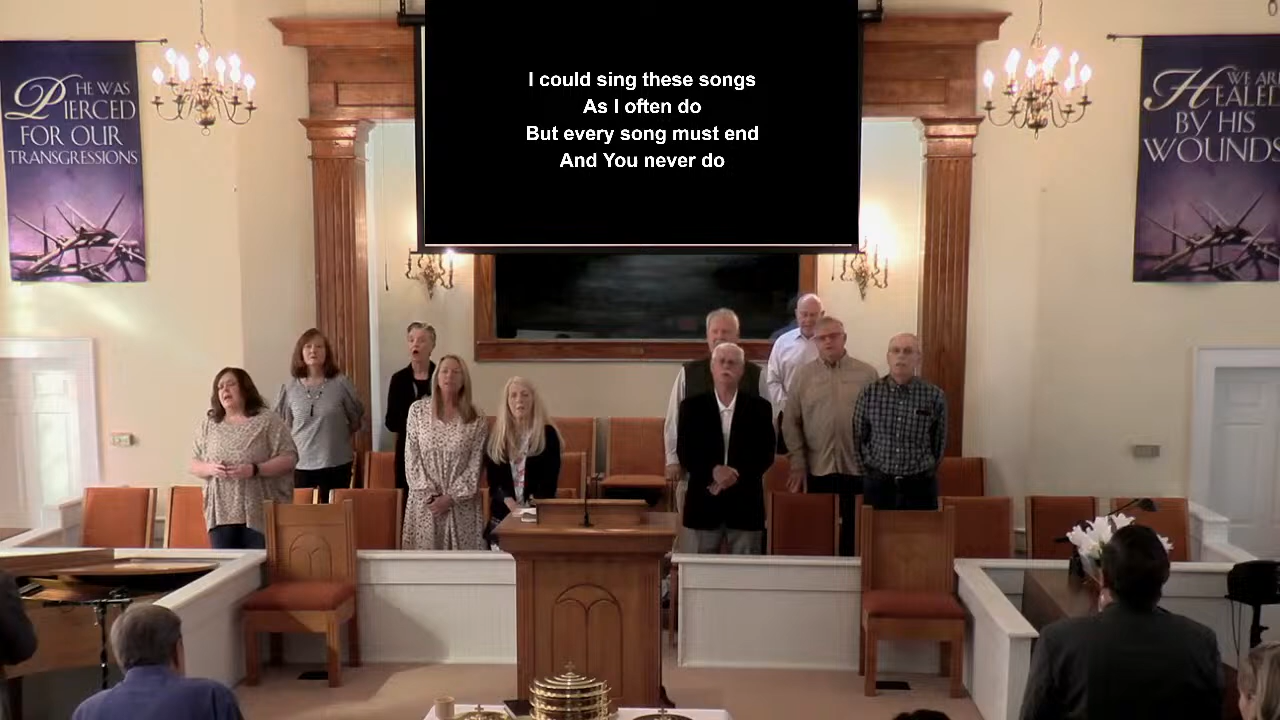 HE WAS
PIERCED
FOR OUR
TRANSGRESSIONS
I could sing these songs
As I often do
But every song must end
And You never do
WE ARE
HEALED
BY HIS
WOUNDS